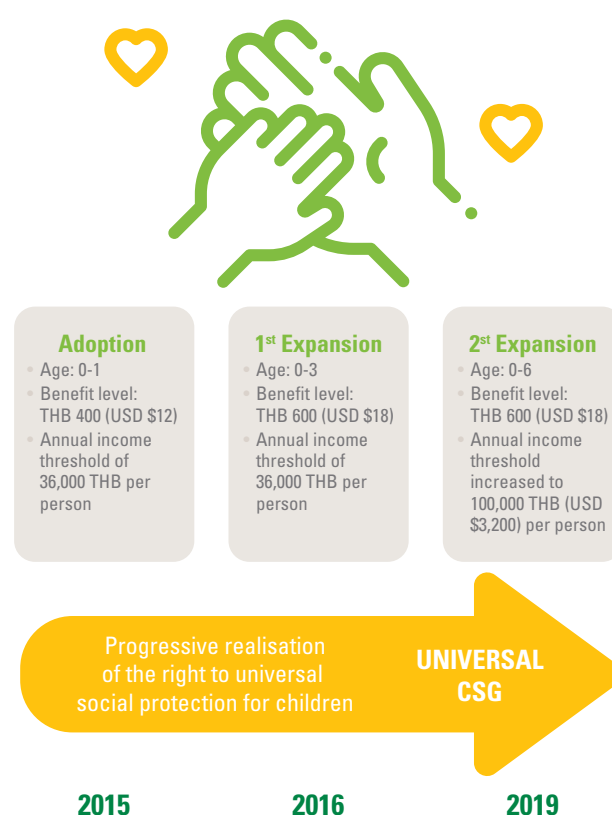 Adoption
• Age: 0-1
• Benefit level:
THB 400 (USD $12)
• Annual income
threshold of
36,000 THB per
person
1st Expansion
• Age: 0-3
• Benefit level:
THB 600 (USD $18)
• Annual income
threshold of
36,000 THB per
person
2st Expansion
• Age: 0-6
• Benefit level:
THB 600 (USD $18)
• Annual income
threshold
increased to
100,000 THB (USD
$3,200) per person
Progressive realisation
of the right to universal
social protection for children
UNIVERSAL
CSG
2015
2016
2019